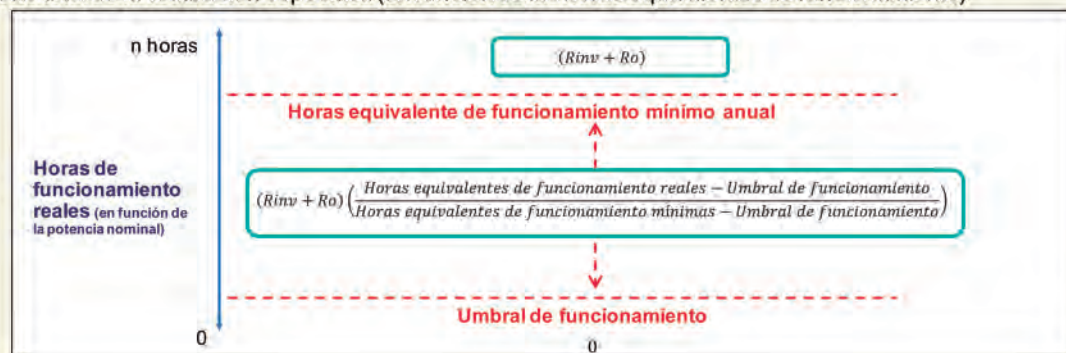 n horas
(Rinv + Ro)
Horas equivalente de funcionamiento mínimo anual
Horas de
funcionamiento
reales (en función de
la potencia nominal)
(Rinv + Ro) (Horas equivalentes de funcionamiento reales − Umbral de funcionamiento
Horas equivalentes de funcionamiento mínimas − Umbral de funcionamiento)
Umbral de funcionamiento
0
0